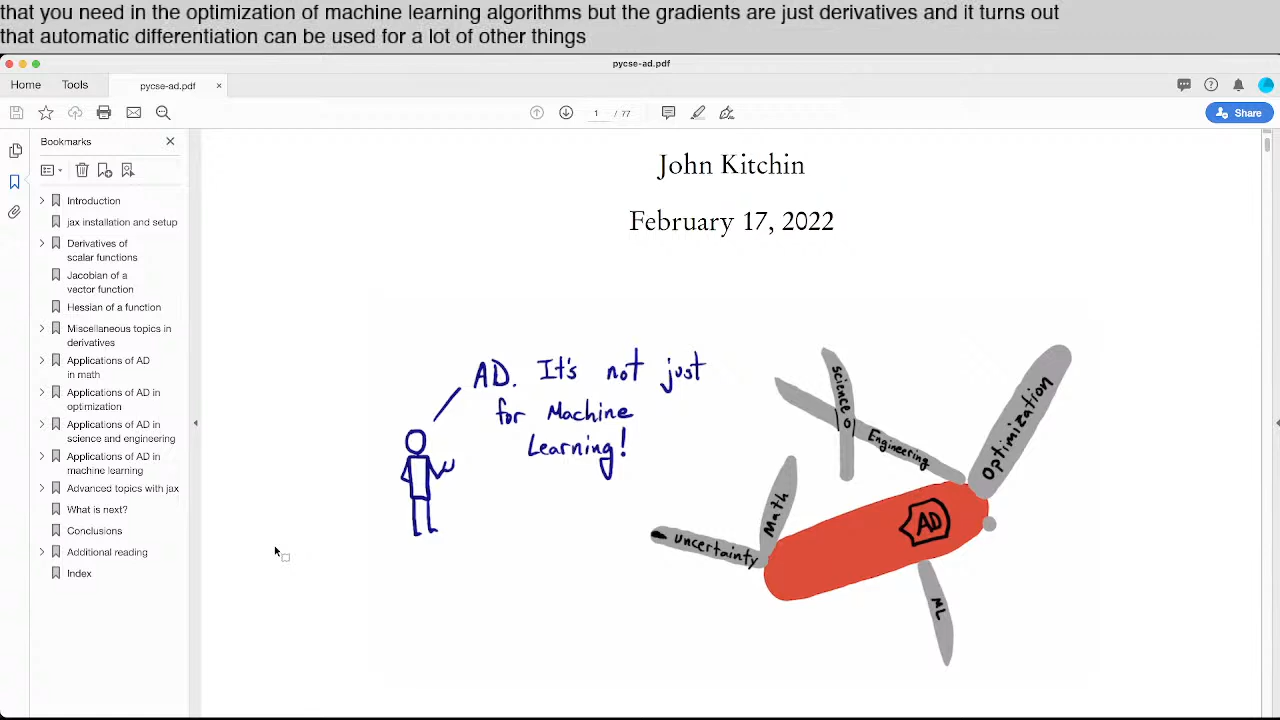 that you need in the optimization of machine learning algorithms but the gradients are just derivatives and it turns out
that automatic differentiation can be used for a lot of other things
pycse-ad.pdf
Home
Tools
pycse-ad.pdf
×
1
/ 77
Share
Bookmarks
Introduction
jax installation and setup
Derivatives of
scalar functions
Jacobian of a
vector function
Hessian of a function
Miscellaneous topics in
derivatives
Applications of AD
in math
Applications of AD in
optimization
Applications of AD in
science and engineering
Applications of AD in
machine learning
Advanced topics with jax
What is next?
Conclusions
Additional reading
Index
John Kitchin
February 17, 2022
AD. It's not just
for Machine
Learning!
science
Engineering
Optimization
Math
uncertainty
AD
ML